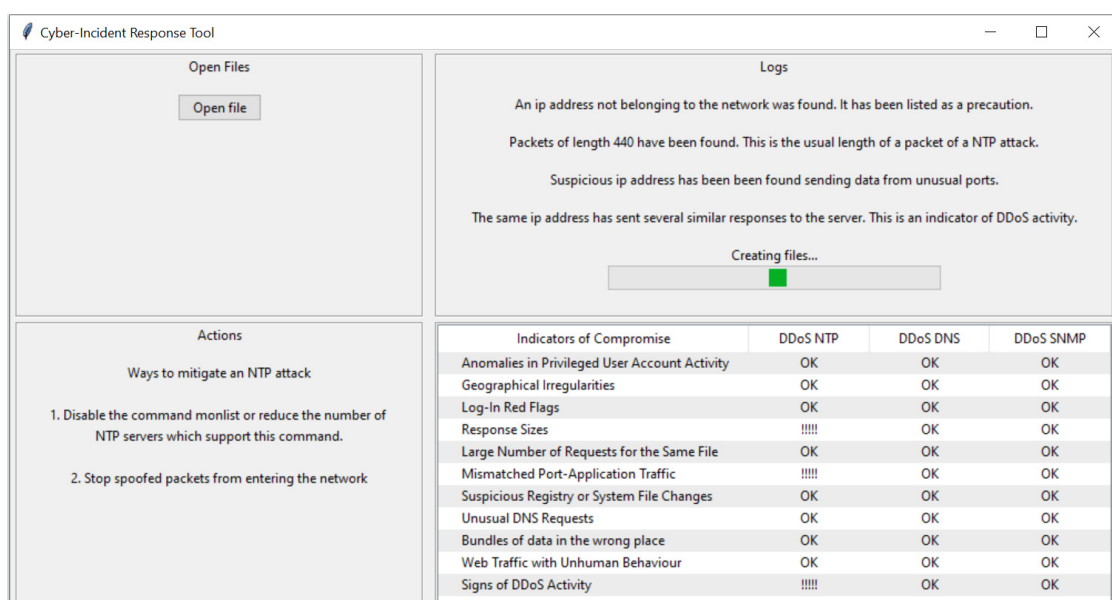 Cyber-Incident Response Tool
Open Files
Open file
Logs
An ip address not belonging to the network was found. It has been listed as a precaution.
Packets of length 440 have been found. This is the usual length of a packet of a NTP attack.
Suspicious ip address has been been found sending data from unusual ports.
The same ip address has sent several similar responses to the server. This is an indicator of DDoS activity.
Creating files...
Actions
Ways to mitigate an NTP attack
1. Disable the command monlist or reduce the number of
NTP servers which support this command.
2. Stop spoofed packets from entering the network
Indicators of Compromise DDoS NTP DDoS DNS DDoS SNMP
Anomalies in Privileged User Account Activity OK OK OK
Geographical Irregularities OK OK OK
Log-In Red Flags OK OK OK
Response Sizes !!!!! OK OK
Large Number of Requests for the Same File OK OK OK
Mismatched Port-Application Traffic !!!!! OK OK
Suspicious Registry or System File Changes OK OK OK
Unusual DNS Requests OK OK OK
Bundles of data in the wrong place OK OK OK
Web Traffic with Unhuman Behaviour OK OK OK
Signs of DDoS Activity !!!!! OK OK